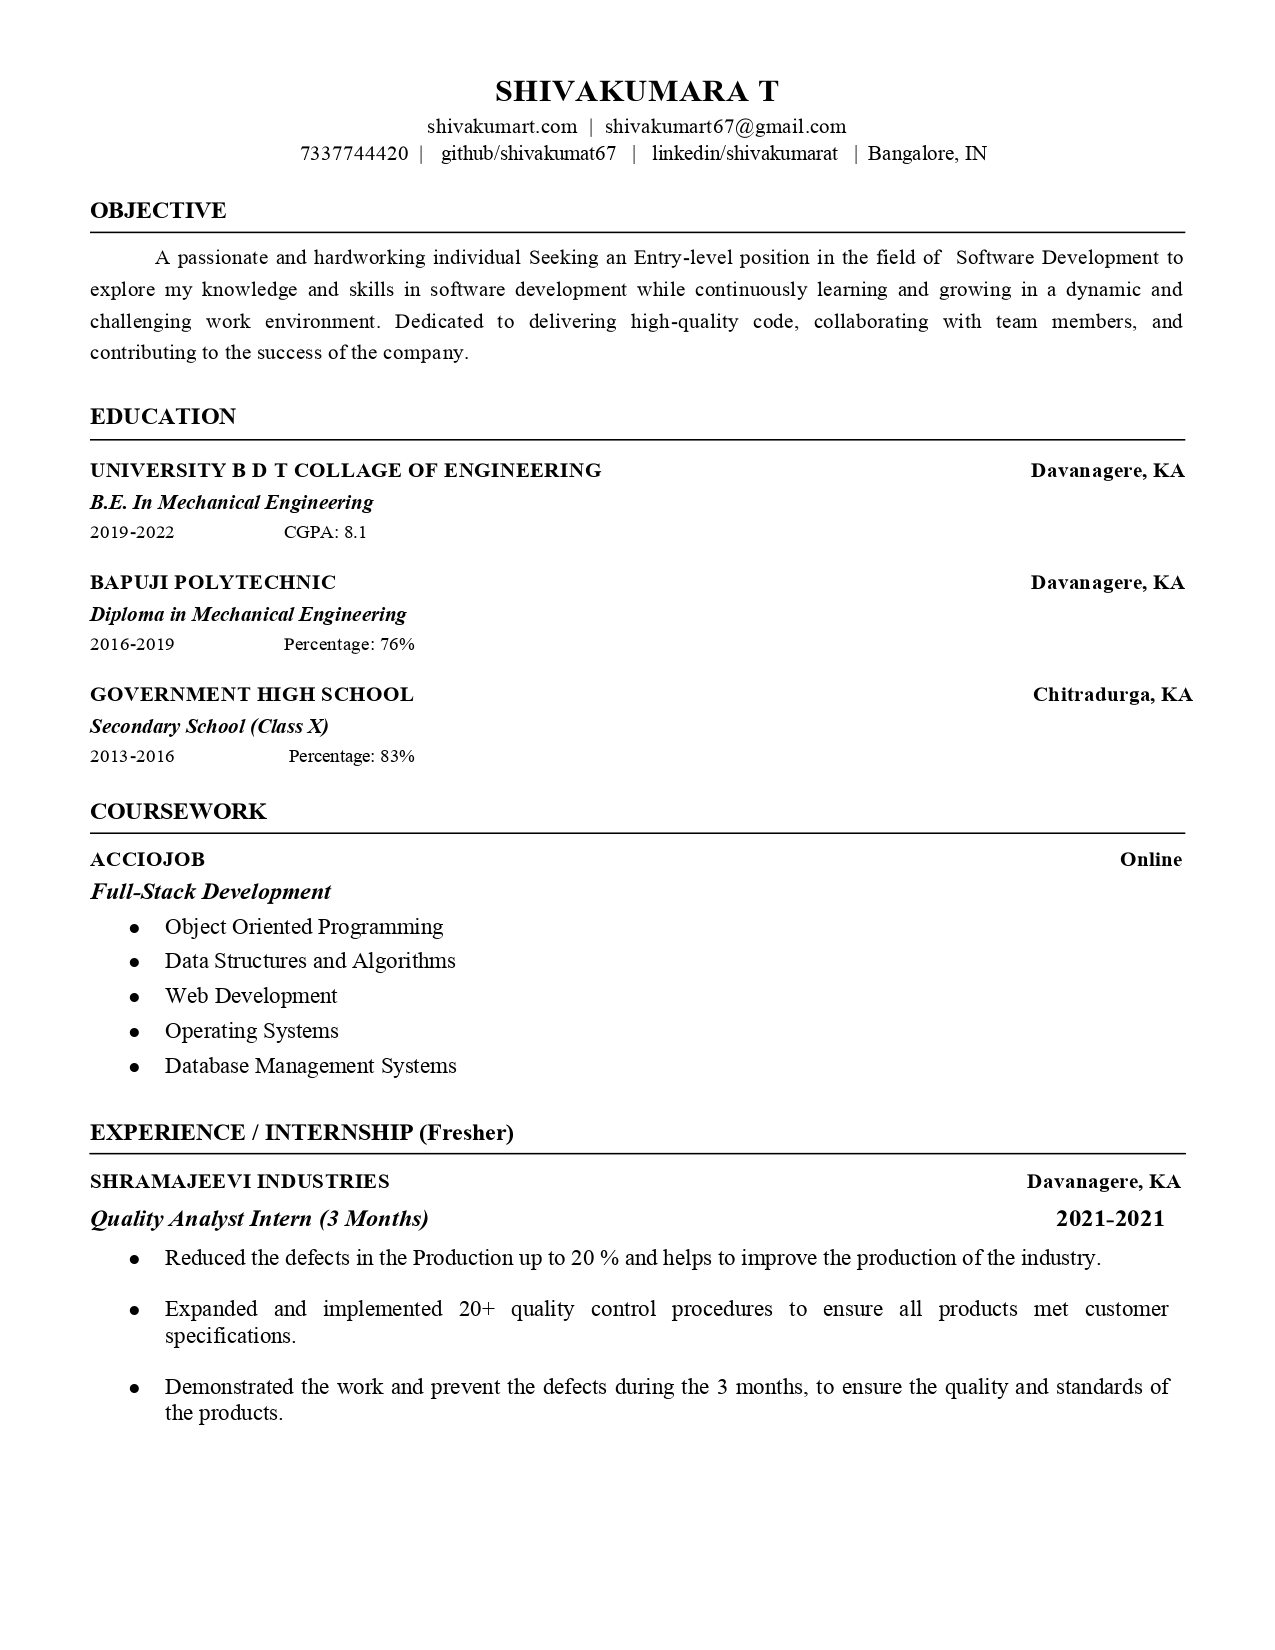 SHIVAKUMARA T
shivakumart.com | shivakumart67@gmail.com
7337744420 | github/shivakumat67 | linkedin/shivakumarat | Bangalore, IN
OBJECTIVE
A passionate and hardworking individual Seeking an Entry-level position in the field of Software Development to
explore my knowledge and skills in software development while continuously learning and growing in a dynamic and
challenging work environment. Dedicated to delivering high-quality code, collaborating with team members, and
contributing to the success of the company.
EDUCATION
UNIVERSITY B D T COLLAGE OF ENGINEERING Davanagere, KA
B.E. In Mechanical Engineering
2019-2022 CGPA: 8.1
BAPUJI POLYTECHNIC Davanagere, KA
Diploma in Mechanical Engineering
2016-2019 Percentage: 76%
GOVERNMENT HIGH SCHOOL Chitradurga, KA
Secondary School (Class X)
2013-2016 Percentage: 83%
COURSEWORK
ACCIOJOB Online
Full-Stack Development
● Object Oriented Programming
● Data Structures and Algorithms
● Web Development
● Operating Systems
● Database Management Systems
EXPERIENCE / INTERNSHIP (Fresher)
SHRAMAJEEVI INDUSTRIES Davanagere, KA
Quality Analyst Intern (3 Months) 2021-2021
● Reduced the defects in the Production up to 20 % and helps to improve the production of the industry.
● Expanded and implemented 20+ quality control procedures to ensure all products met customer
specifications.
● Demonstrated the work and prevent the defects during the 3 months, to ensure the quality and standards of
the products.